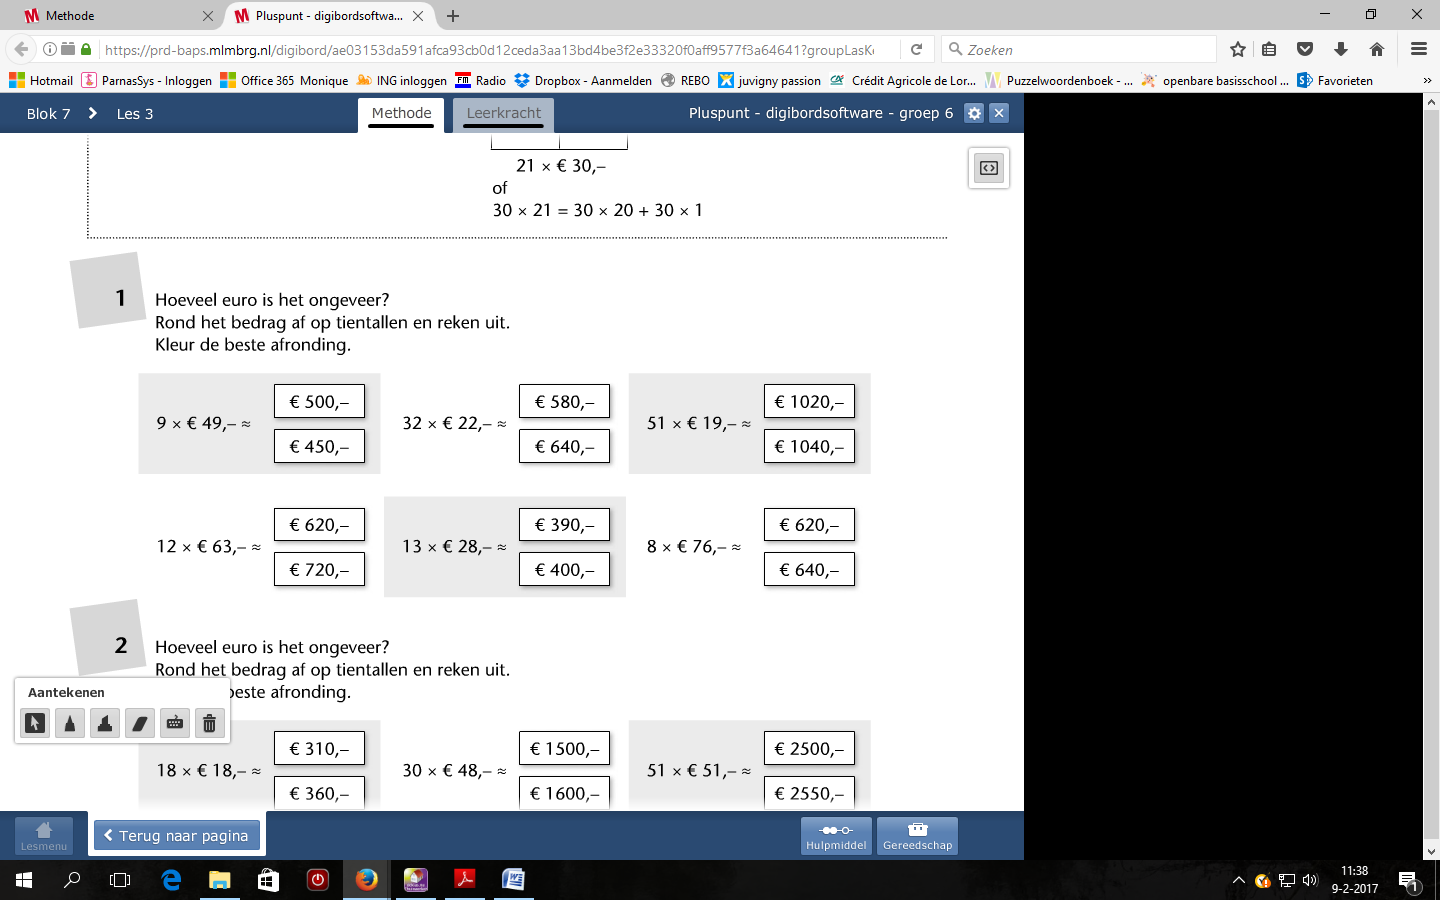 Methode
Pluspunt - digibordsoftwa...
https://prd-baps.mlmbrg.nl/digibord/ae03153da591afca93cb0d12ceda3aa13bd4be3f2e33320f0aff9577f3a64641?groupLasKe
Zoeken
Hotmail ParnasSys - Inloggen Office 365 Monique ING inloggen Radio Dropbox - Aanmelden REBO juvigny passion Crédit Agricole de Lor... Puzzelwoordenboek - ... openbare basisschool ... Favorieten »
Blok 7 Les 3 Methode Leerkracht Pluspunt - digibordsoftware - groep 6
21 × € 30,–
of
30 × 21 = 30 × 20 + 30 × 1
1
Hoeveel euro is het ongeveer?
Rond het bedrag af op tientallen en reken uit.
Kleur de beste afronding.
9 × € 49,– ≈ € 500,– € 450,–
32 × € 22,– ≈ € 580,– € 640,–
51 × € 19,– ≈ € 1020,– € 1040,–
12 × € 63,– ≈ € 620,– € 720,–
13 × € 28,– ≈ € 390,– € 400,–
8 × € 76,– ≈ € 620,– € 640,–
2
Hoeveel euro is het ongeveer?
Rond het bedrag af op tientallen en reken uit.
beste afronding.
Aantekenen
18 × € 18,– ≈ € 310,– € 360,–
30 × € 48,– ≈ € 1500,– € 1600,–
51 × € 51,– ≈ € 2500,– € 2550,–
Lesmenu Terug naar pagina Hulpmiddel Gereedschap
11:38
9-2-2017
1